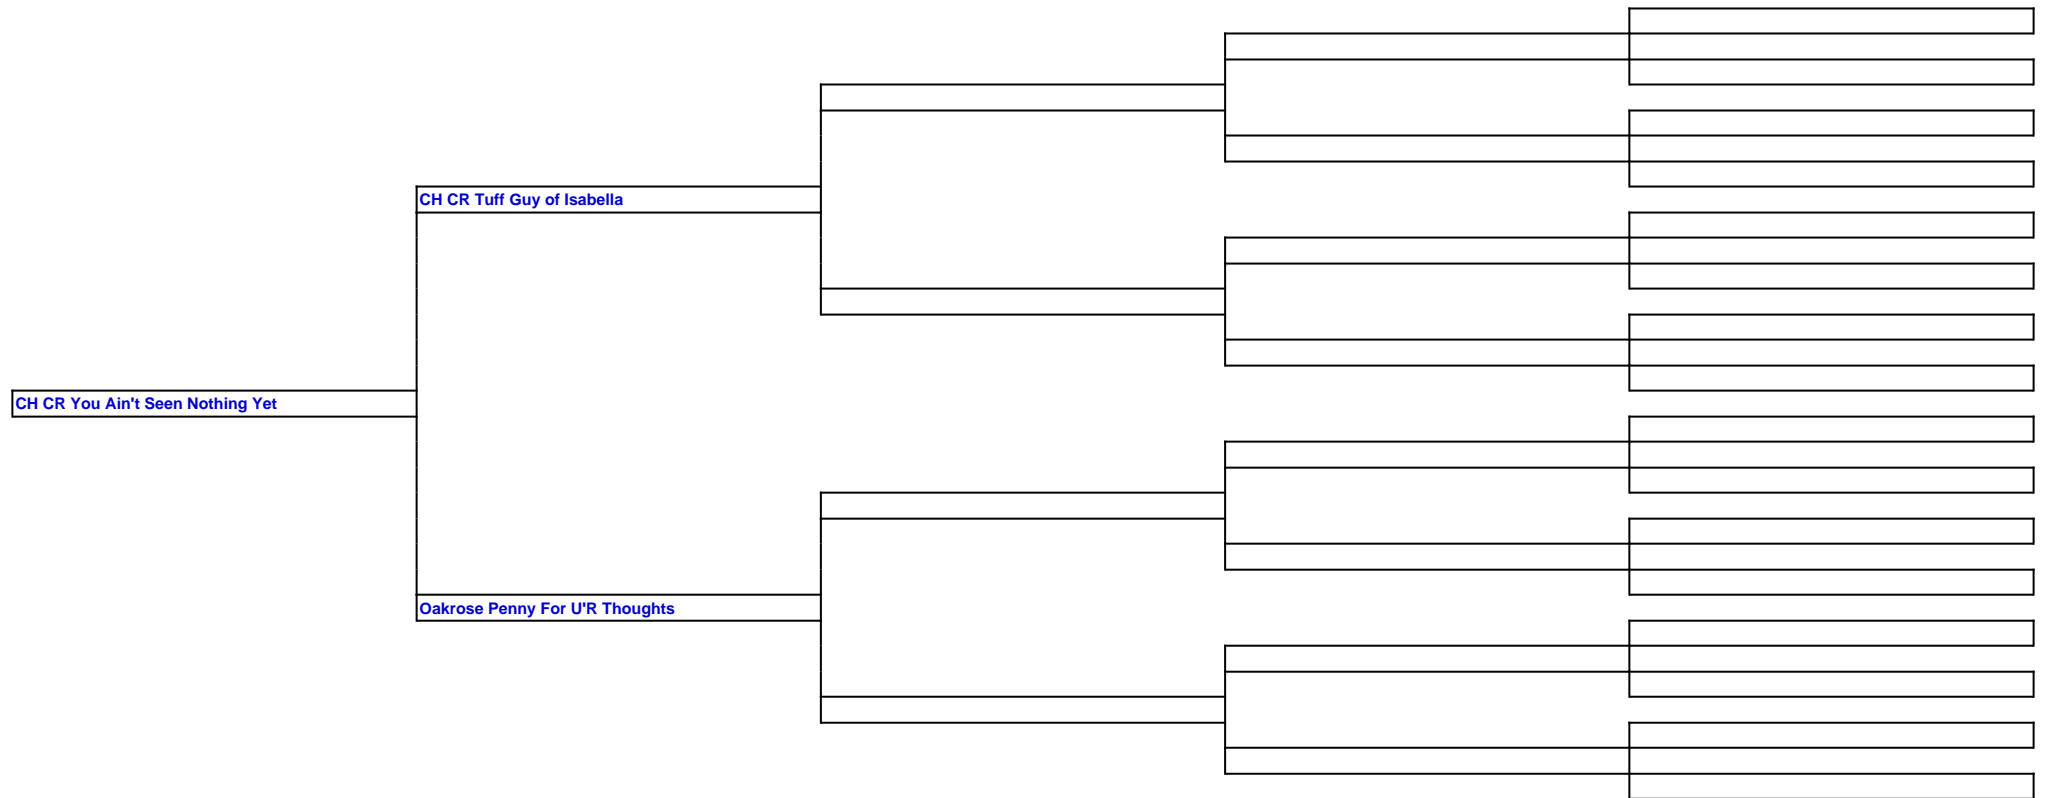 CH CR Tuff Guy of Isabella
CH CR You Ain't Seen Nothing Yet
Oakrose Penny For U'R Thoughts